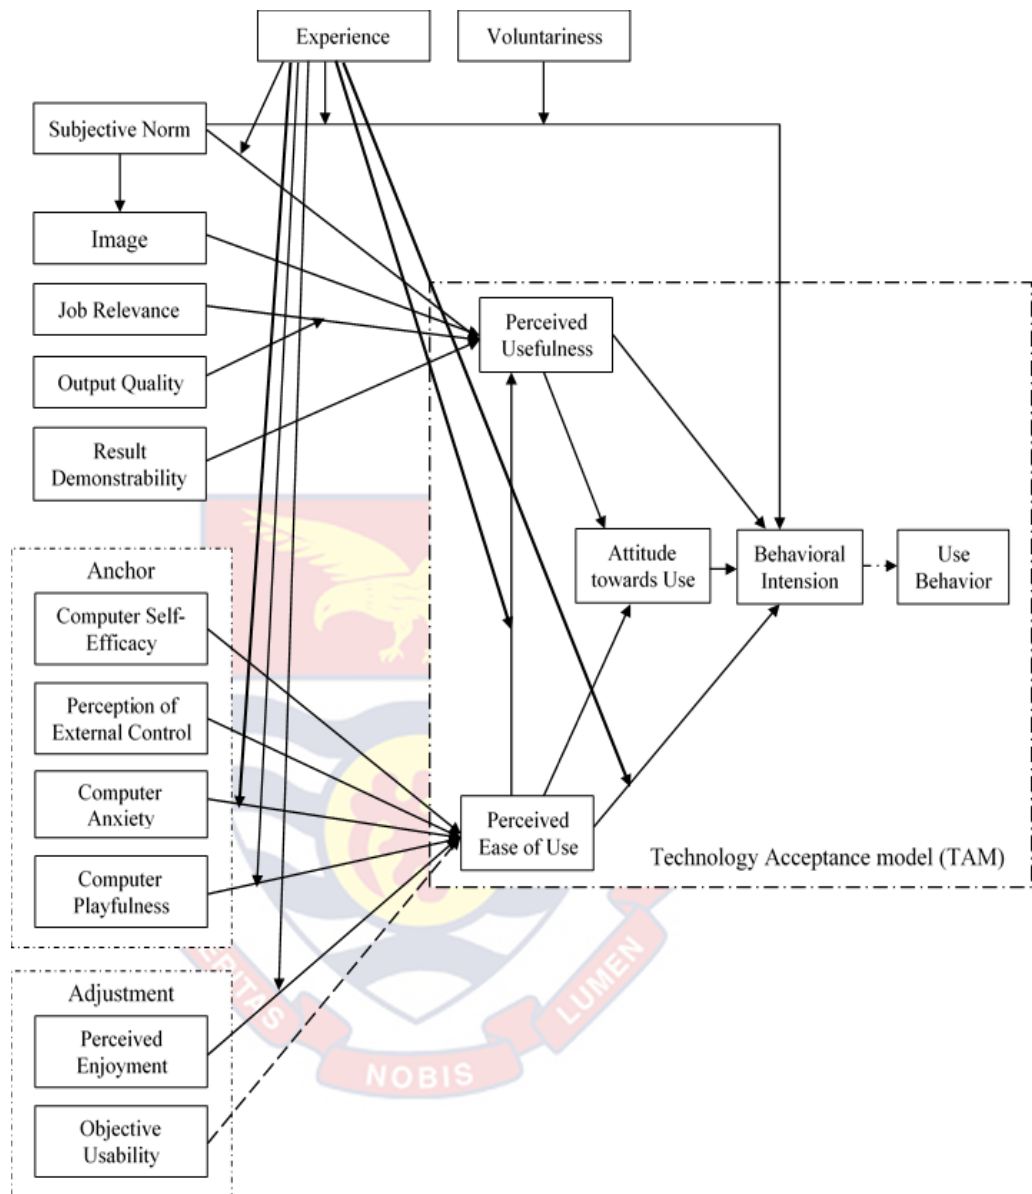 Experience
Voluntariness
Subjective Norm
Image
Job Relevance
Output Quality
Result
Demonstrability
Perceived
Usefulness
Attitude
towards Use
Behavioral
Intension
Use
Behavior
Anchor
Computer Self-
Efficacy
Perception of
External Control
Computer
Anxiety
Computer
Playfulness
Perceived
Ease of Use
Technology Acceptance model (TAM)
Adjustment
Perceived
Enjoyment
Objective
Usability
NOBIS
LUMEN